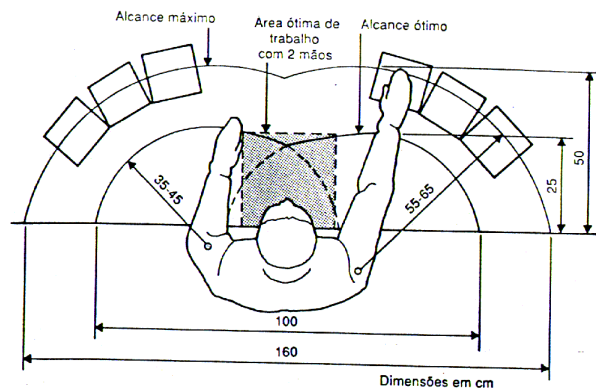 Alcance máximo
Area ótima de
trabalho
com 2 mãos
Alcance ótimo
35-45
55-65
25
50
100
160
Dimensões em cm